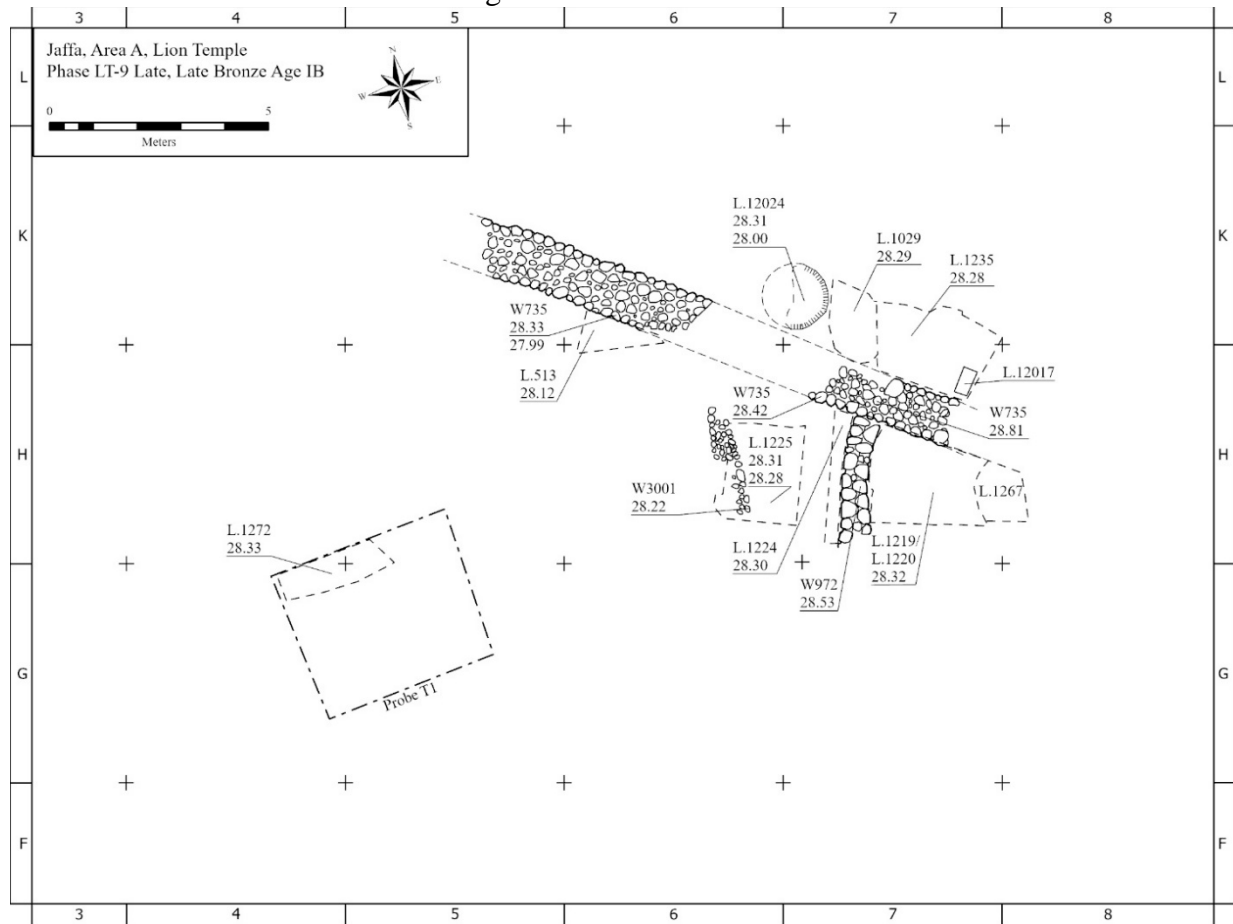 3 4 5 6 7 8
Jaffa, Area A, Lion Temple
Phase LT-9 Late, Late Bronze Age IB
N
E
W
S
0 5
Meters
L L
K K
H H
G G
F F
L.12024
28.31
28.00
L.1029
28.29
L.1235
28.28
W735
28.33
27.99
L.513
28.12
L.12017
W735
28.42
W735
28.81
L.1225
28.31
28.28
W3001
28.22
L.1267
L.1272
28.33
L.1224
28.30
L.1219/
L.1220
28.32
W972
28.53
Probe T1
3 4 5 6 7 8